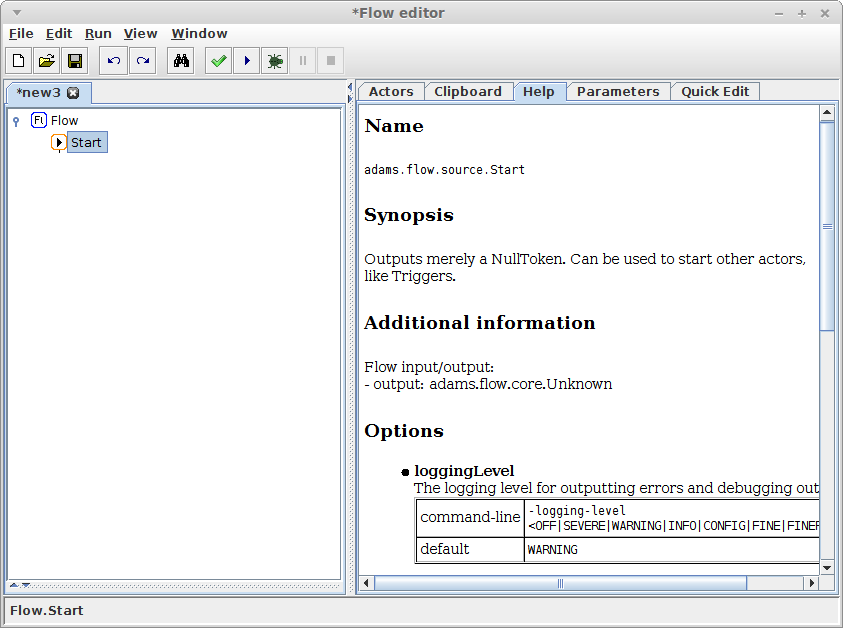 *Flow editor
File Edit Run View Window
*new3
Actors Clipboard Help Parameters Quick Edit
Fl Flow
Start
Name
adams.flow.source.Start
Synopsis
Outputs merely a NullToken. Can be used to start other actors,
like Triggers.
Additional information
Flow input/output:
- output: adams.flow.core.Unknown
Options
loggingLevel
The logging level for outputting errors and debugging out
command-line
-logging-level
<OFF|SEVERE|WARNING|INFO|CONFIG|FINE|FINER
default
WARNING
Flow.Start